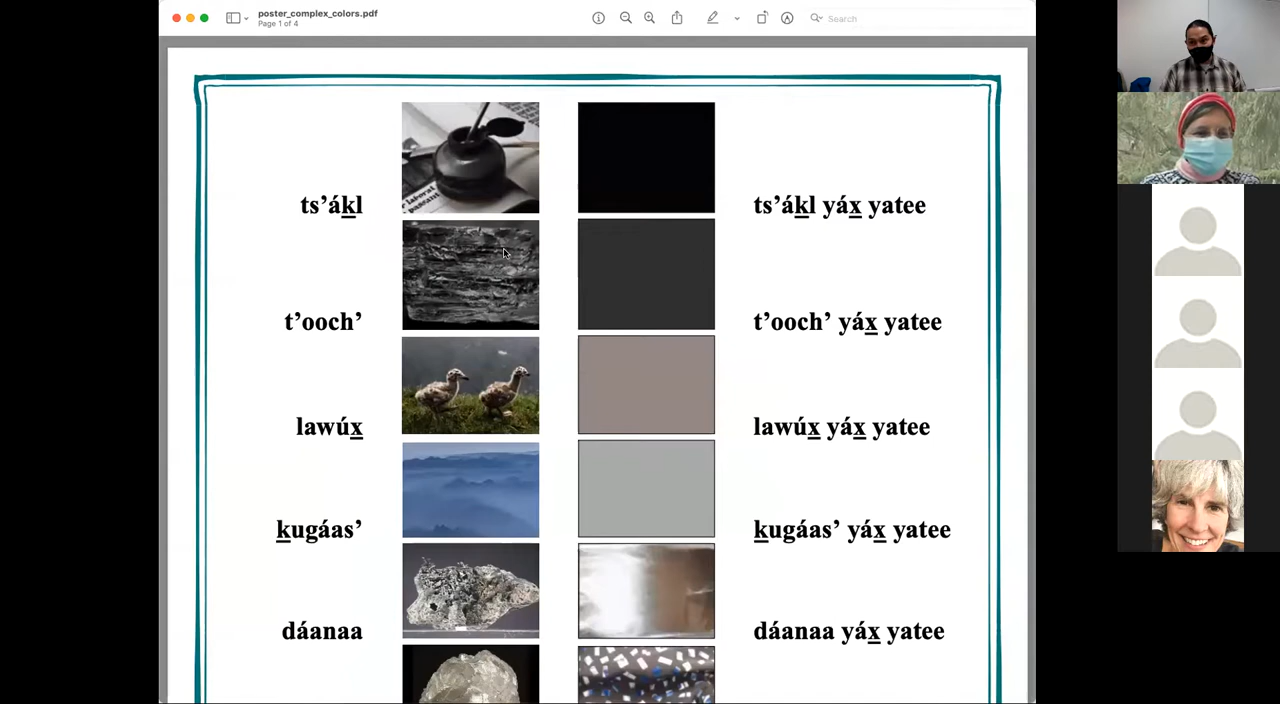 poster_complex_colors.pdf
Page 1 of 4
Search
ts’áḵl
ts’áḵl yáx̱ yatee
t’ooch’
t’ooch’ yáx̱ yatee
lawúx̱
lawúx̱ yáx̱ yatee
ḵugáas’
ḵugáas’ yáx̱ yatee
dáanaa
dáanaa yáx̱ yatee